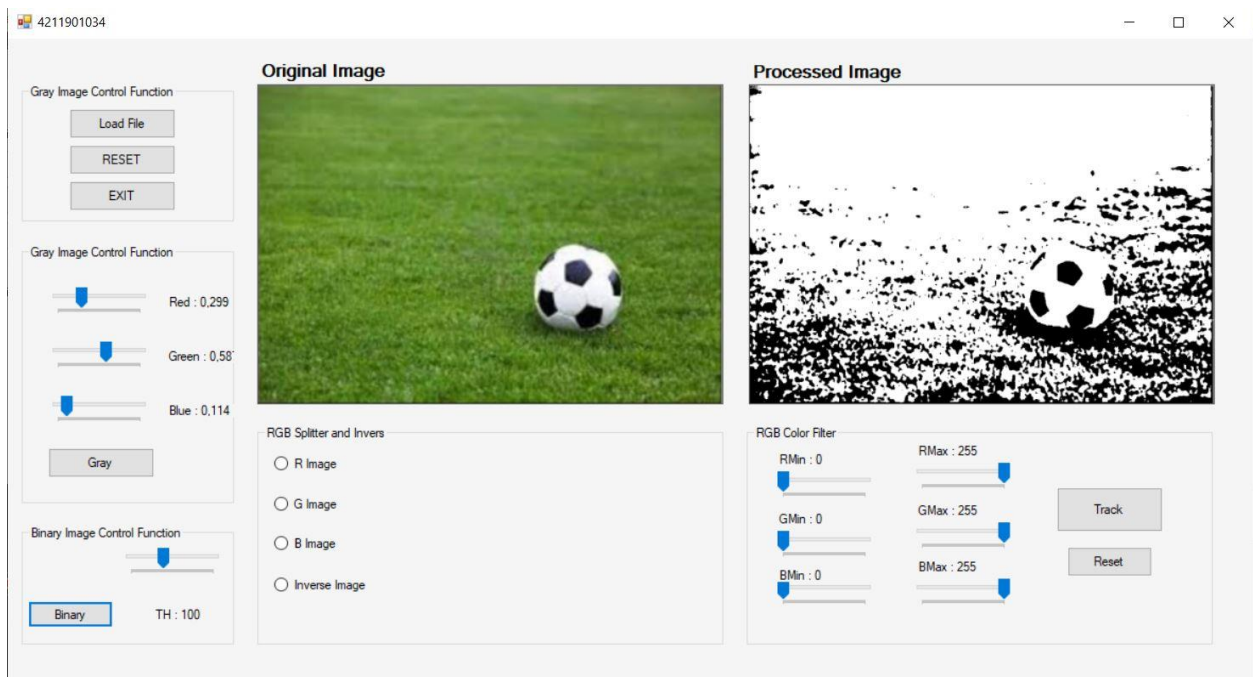 4211901034
Original Image
Processed Image
Gray Image Control Function
Load File
RESET
EXIT
Gray Image Control Function
Red : 0,299
Green : 0,58
Blue : 0,114
Gray
Binary Image Control Function
Binary
TH : 100
RGB Splitter and Invers
R Image
G Image
B Image
Inverse Image
RGB Color Filter
RMin : 0
RMax : 255
GMin : 0
GMax : 255
BMin : 0
BMax : 255
Track
Reset